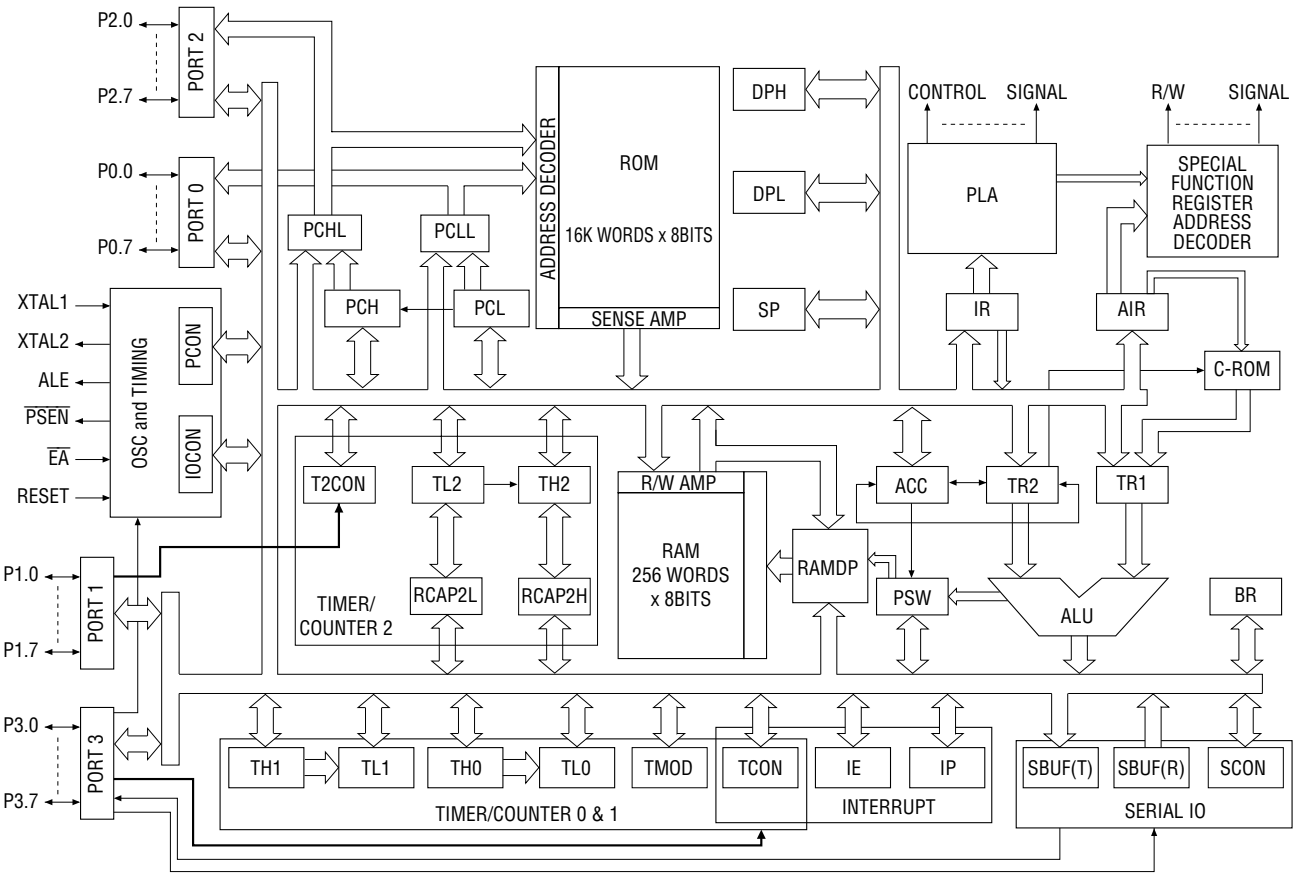 P2.0
P2.7
PORT 2
P0.0
P0.7
PORT 0
XTAL1
XTAL2
ALE
PSEN
EA
RESET
OSC and TIMING
PCON
IOCON
P1.0
P1.7
PORT 1
P3.0
P3.7
PORT 3
PCHL
PCLL
PCH
PCL
ADDRESS DECODER
ROM
16K WORDS x 8BITS
SENSE AMP
DPH
DPL
SP
CONTROL
SIGNAL
PLA
R/W
SIGNAL
SPECIAL
FUNCTION
REGISTER
ADDRESS
DECODER
IR
AIR
C-ROM
T2CON
TL2
TH2
RCAP2L
RCAP2H
TIMER/
COUNTER 2
R/W AMP
RAM
256 WORDS
x 8BITS
RAMDP
ACC
TR2
TR1
PSW
ALU
BR
TH1
TL1
TH0
TL0
TMOD
TCON
IE
IP
TIMER/COUNTER 0 & 1
INTERRUPT
SBUF(T)
SBUF(R)
SCON
SERIAL IO